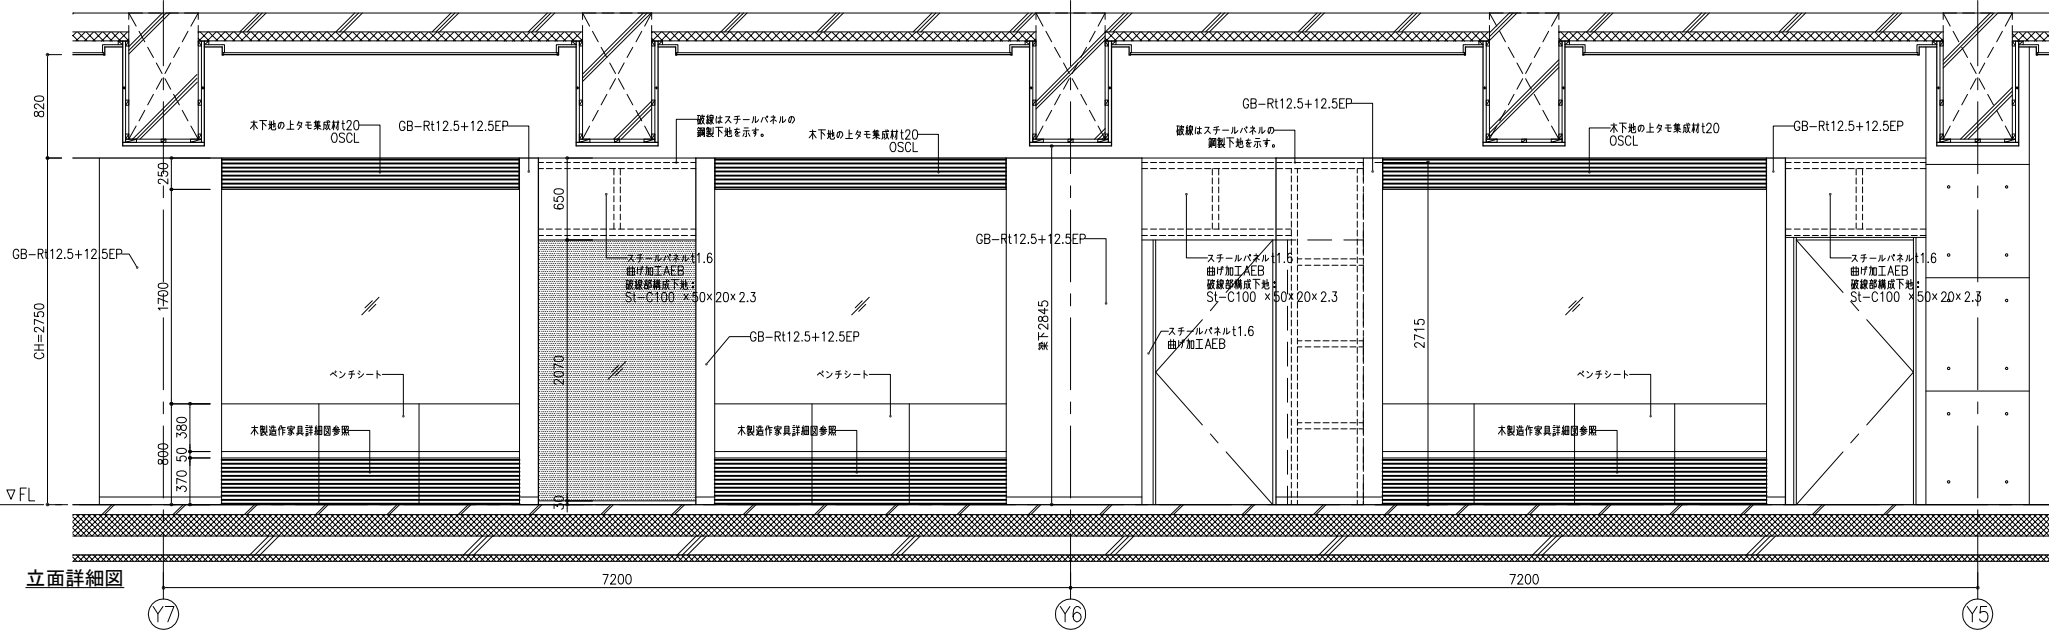 820
木下地の上タモ集成材t20
OSCL
GB-Rt12.5+12.5EP
破線はスチールパネルの
鋼製下地を示す。
木下地の上タモ集成材t20
OSCL
GB-Rt12.5+12.5EP
破線はスチールパネルの
鋼製下地を示す。
木下地の上タモ集成材t20
OSCL
GB-Rt12.5+12.5EP
250
650
GB-Rt12.5+12.5EP
GB-Rt12.5+12.5EP
スチールパネルt1.6
曲げ加工AEB
破線部構成下地:
St-C100 ×50×20×2.3
スチールパネルt1.6
曲げ加工AEB
破線部構成下地:
St-C100 ×50×20×2.3
スチールパネルt1.6
曲げ加工AEB
破線部構成下地:
St-C100 ×50×20×2.3
CH=2750
1700
2070
GB-Rt12.5+12.5EP
梁下2845
スチールパネルt1.6
曲げ加工AEB
2715
ベンチシート
ベンチシート
ベンチシート
木製造作家具詳細図参照
木製造作家具詳細図参照
木製造作家具詳細図参照
800
380
50
370
30
▽FL
立面詳細図
7200
7200
Y7
Y6
Y5